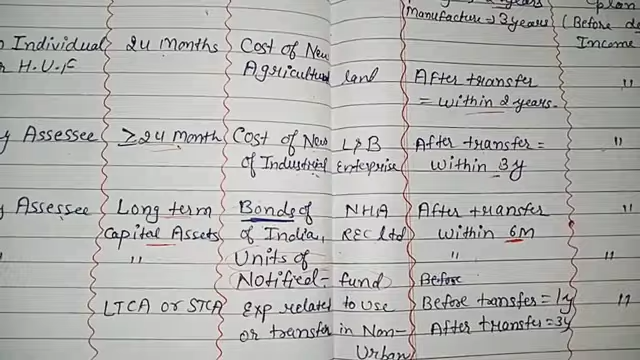 Manufacture → 3 years (Before
Individual 24 months Cost of New After transfer Income
H.U.F Agricultural land = within 2 years. "
Assessee ≥ 24 Month Cost of New L & B After transfer = "
of Industrial Enterprise within 3y
Assessee Long term Bonds of NHA After transfer "
Capital Assets of India, REC Ltd within 6M
" " Units of " "
Notified = fund Before
LTCA or STCA Exp related to use Before transfer = 1y "
or transfer in Non- After transfer = 3y
Urban